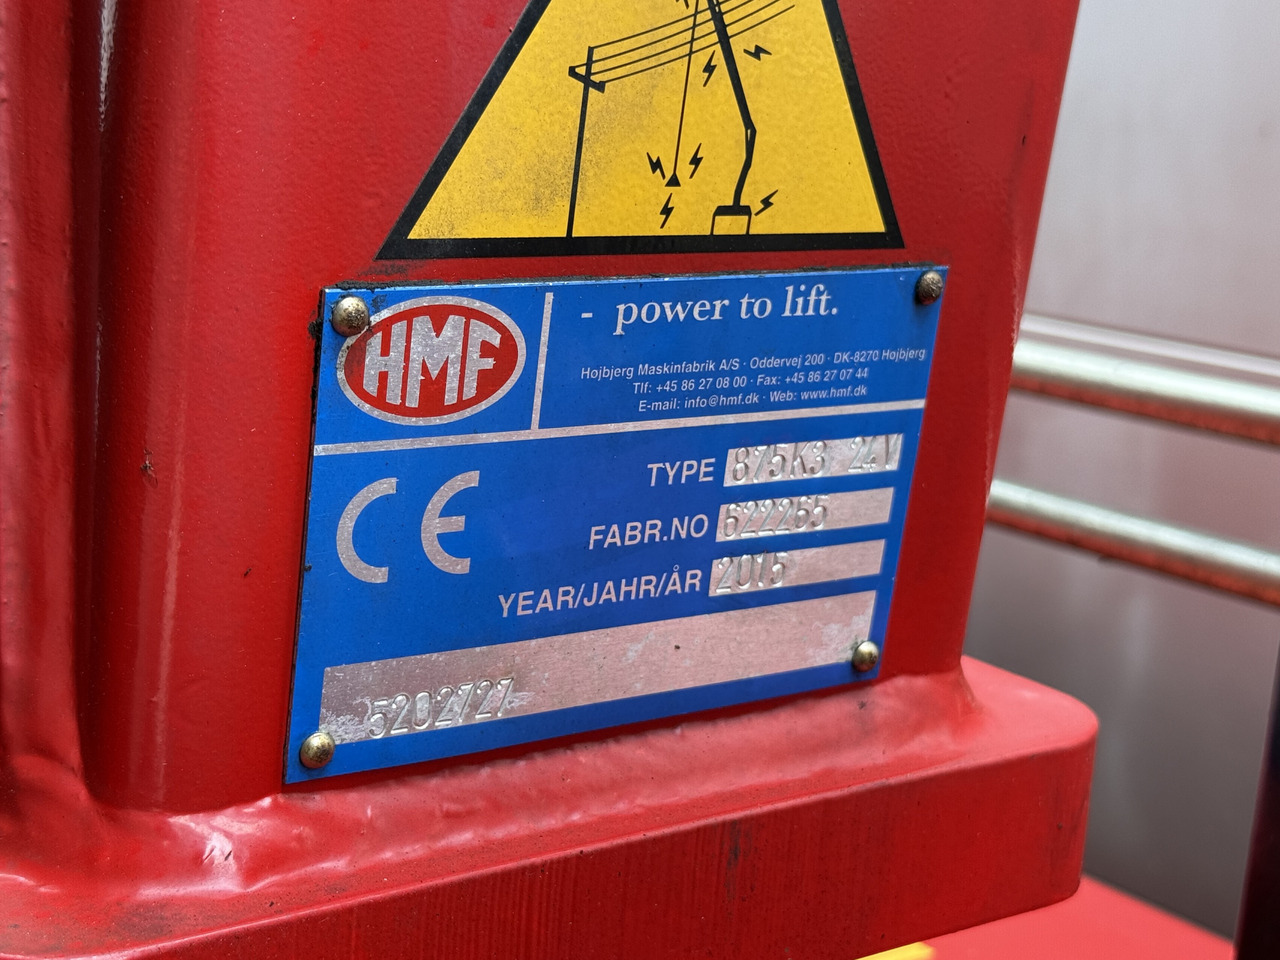 HMF
- power to lift.
Højbjerg Maskinfabrik A/S · Oddervej 200 · DK-8270 Højbjerg
Tlf: +45 86 27 08 00 · Fax: +45 86 27 07 44
E-mail: info@hmf.dk · Web: www.hmf.dk
CE
TYPE 875K3 24V
FABR.NO 622265
YEAR/JAHR/ÅR 2015
5202727